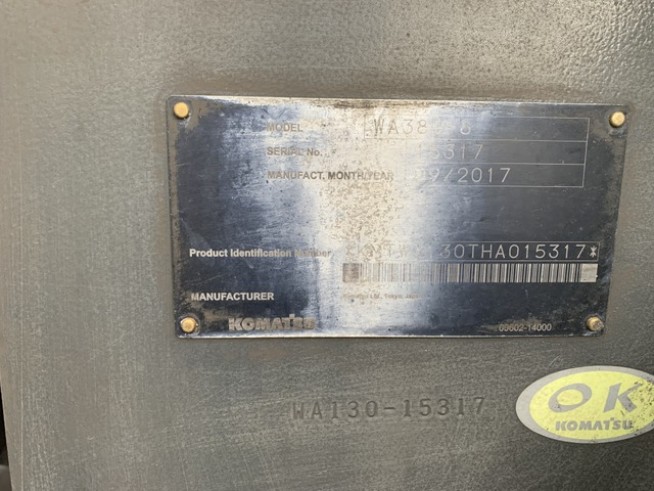 MODEL WA38
SERIAL No. 5317
MANUFACT. MONTH/YEAR 09/2017
Product Identification Number 30THA015317*
MANUFACTURER
KOMATSU 09602-14000
WA130-15317
OK
KOMATSU